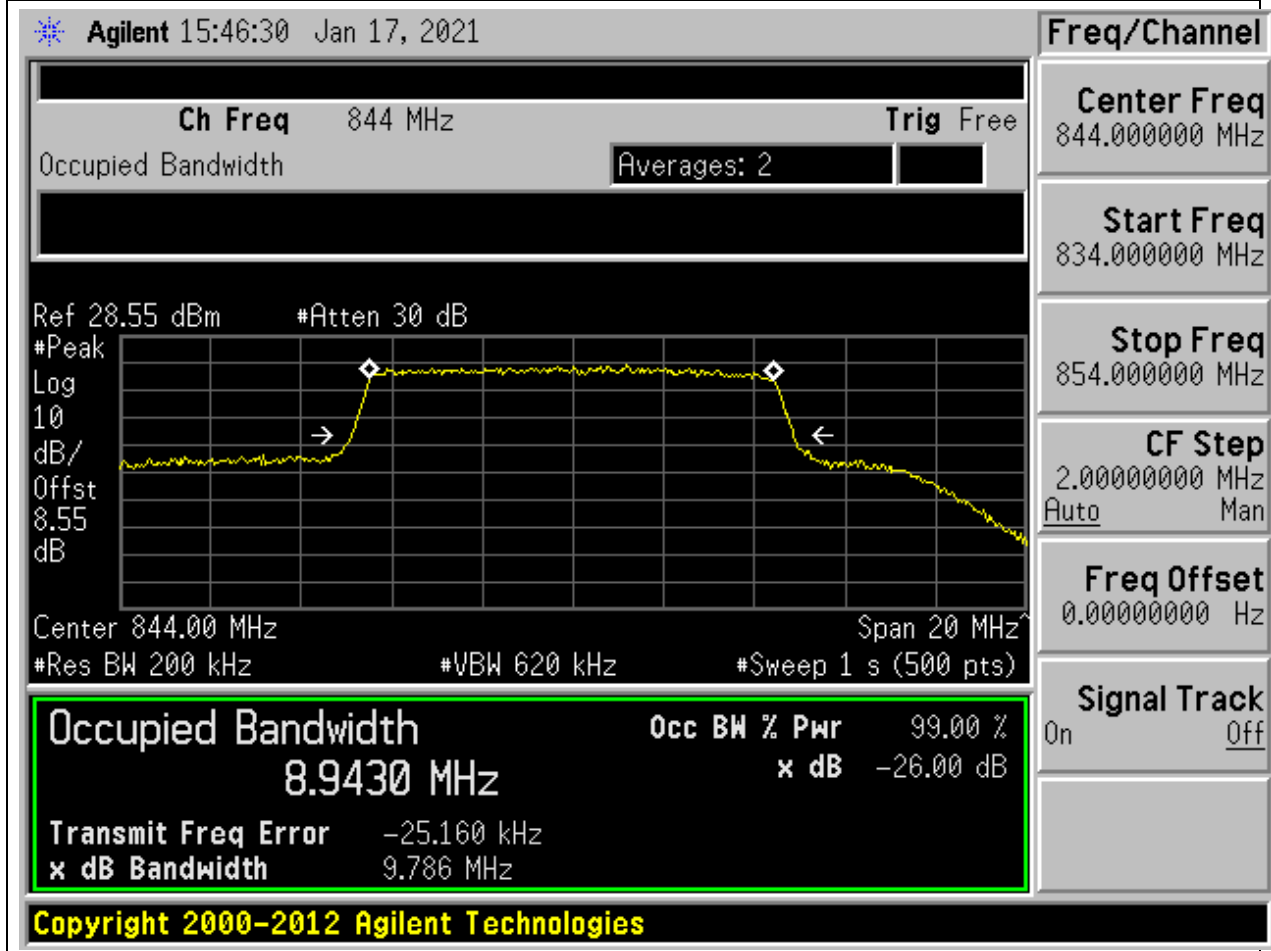 Agilent 15:46:30 Jan 17, 2021
Ch Freq 844 MHz Trig Free
Occupied Bandwidth Averages: 2
Ref 28.55 dBm #Atten 30 dB
#Peak
Log
10
dB/
Offst
8.55
dB
Center 844.00 MHz Span 20 MHz^
#Res BW 200 kHz #VBW 620 kHz #Sweep 1 s (500 pts)
Occupied Bandwidth Occ BW % Pwr 99.00 %
8.9430 MHz x dB -26.00 dB
Transmit Freq Error -25.160 kHz
x dB Bandwidth 9.786 MHz
Copyright 2000-2012 Agilent Technologies
Freq/Channel
Center Freq
844.000000 MHz
Start Freq
834.000000 MHz
Stop Freq
854.000000 MHz
CF Step
2.00000000 MHz
Auto Man
Freq Offset
0.00000000 Hz
Signal Track
On Off